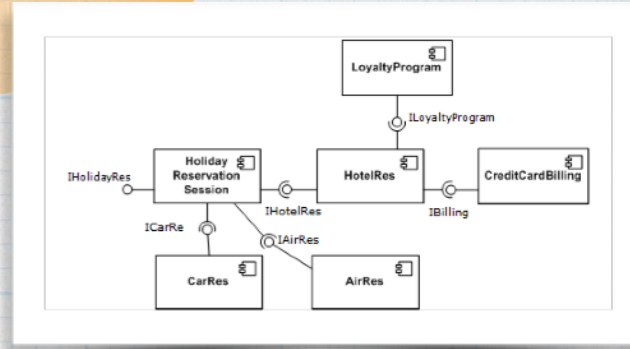 LoyaltyProgram
ILoyaltyProgram
IHolidayRes
Holiday
Reservation
Session
HotelRes
CreditCardBilling
IHotelRes
IBilling
ICarRe
IAirRes
CarRes
AirRes